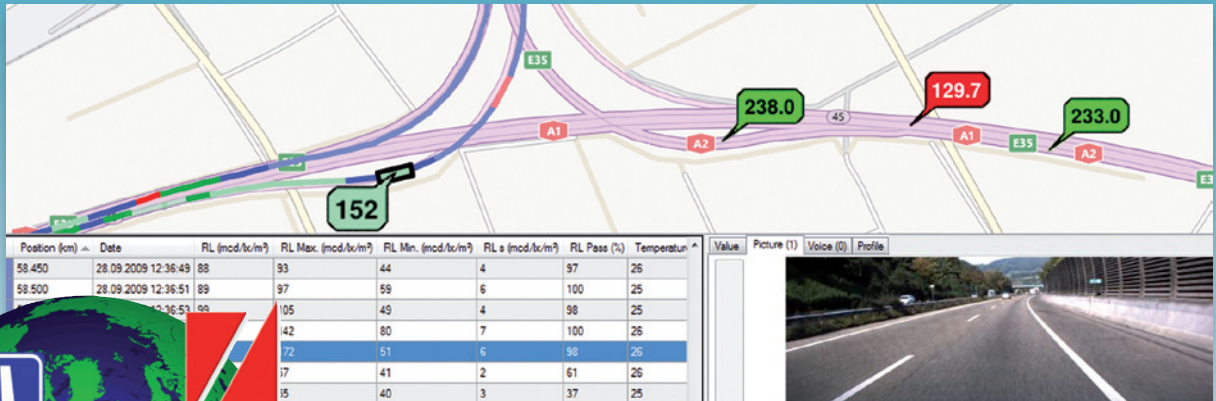 E35
129.7
238.0
45
233.0
A1
A2
A1
E35
A2
152
Position (km) Date RL (mcd/lx/m²) RL Max. (mcd/lx/m²) RL Min. (mcd/lx/m²) RL s (mcd/lx/m²) RL Pass (%)
58.450 28.09.2009 12:36:49 88 93 44 4 97 26
58.500 28.09.2009 12:36:51 89 97 59 6 100 25
12:36:53 99 105 49 4 98 25
142 80 7 100 26
172 51 6 98 26
41 2 61 26
40 3 37 25
Value Picture (1) Voice (0) Profile